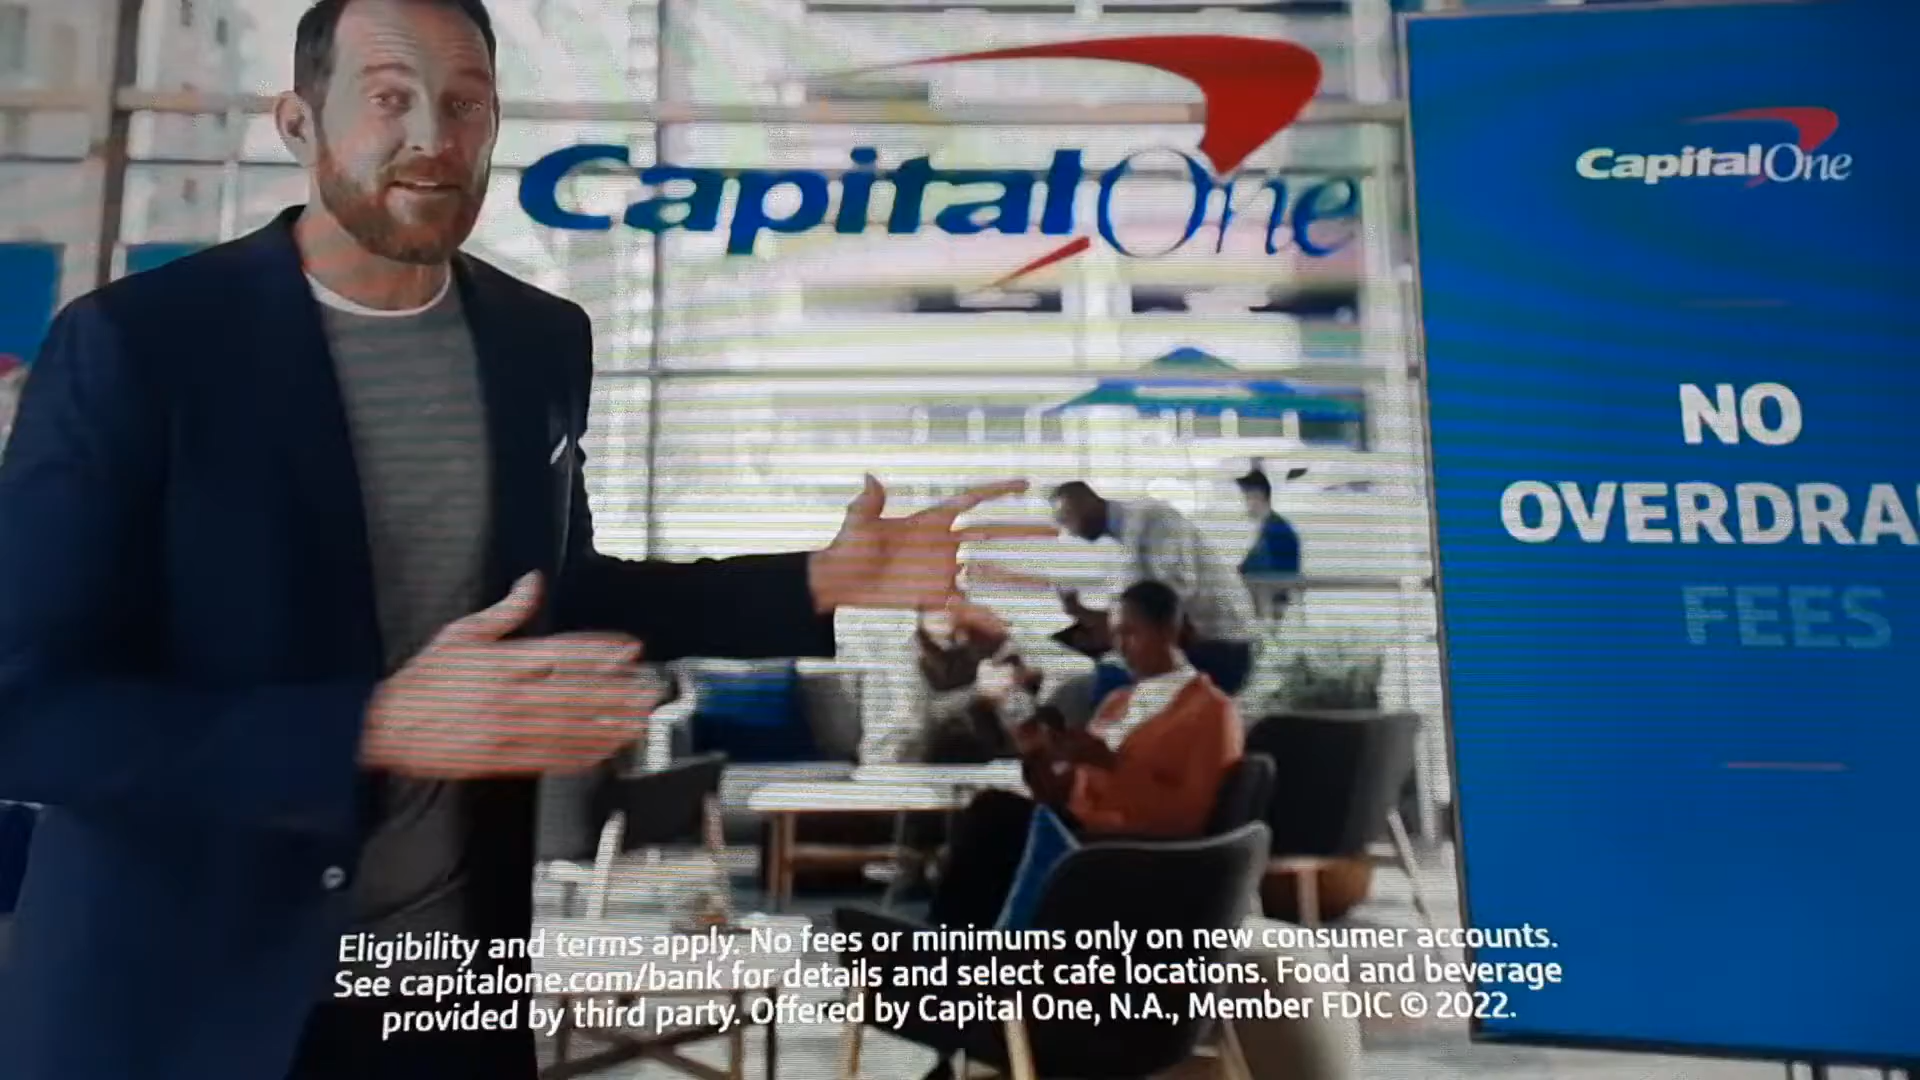 CapitalOne
CapitalOne
NO
OVERDRA
FEES
Eligibility and terms apply. No fees or minimums only on new consumer accounts.
See capitalone.com/bank for details and select cafe locations. Food and beverage
provided by third party. Offered by Capital One, N.A., Member FDIC © 2022.